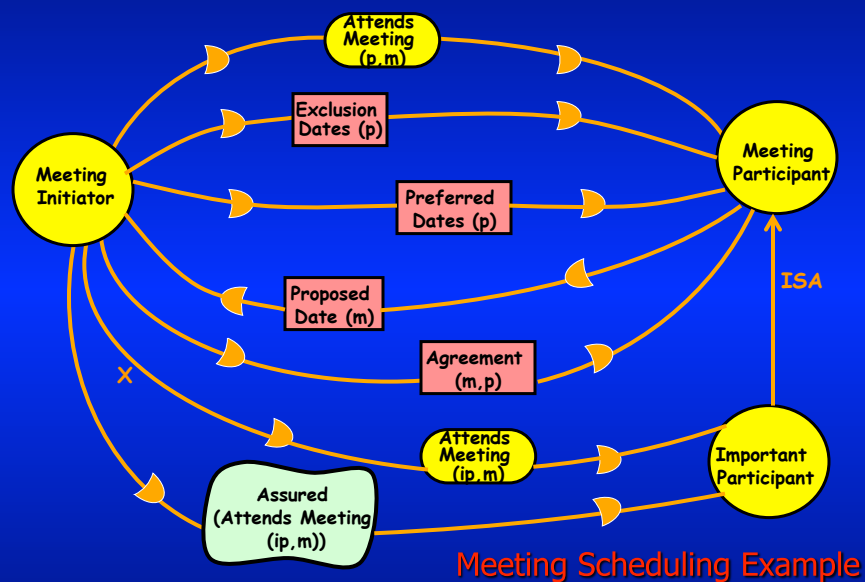 Attends
Meeting
(p,m)
Exclusion
Dates (p)
Meeting
Initiator
Meeting
Participant
Preferred
Dates (p)
Proposed
Date (m)
ISA
Agreement
(m,p)
X
Attends
Meeting
(ip,m)
Important
Participant
Assured
(Attends Meeting
(ip,m))
Meeting Scheduling Example